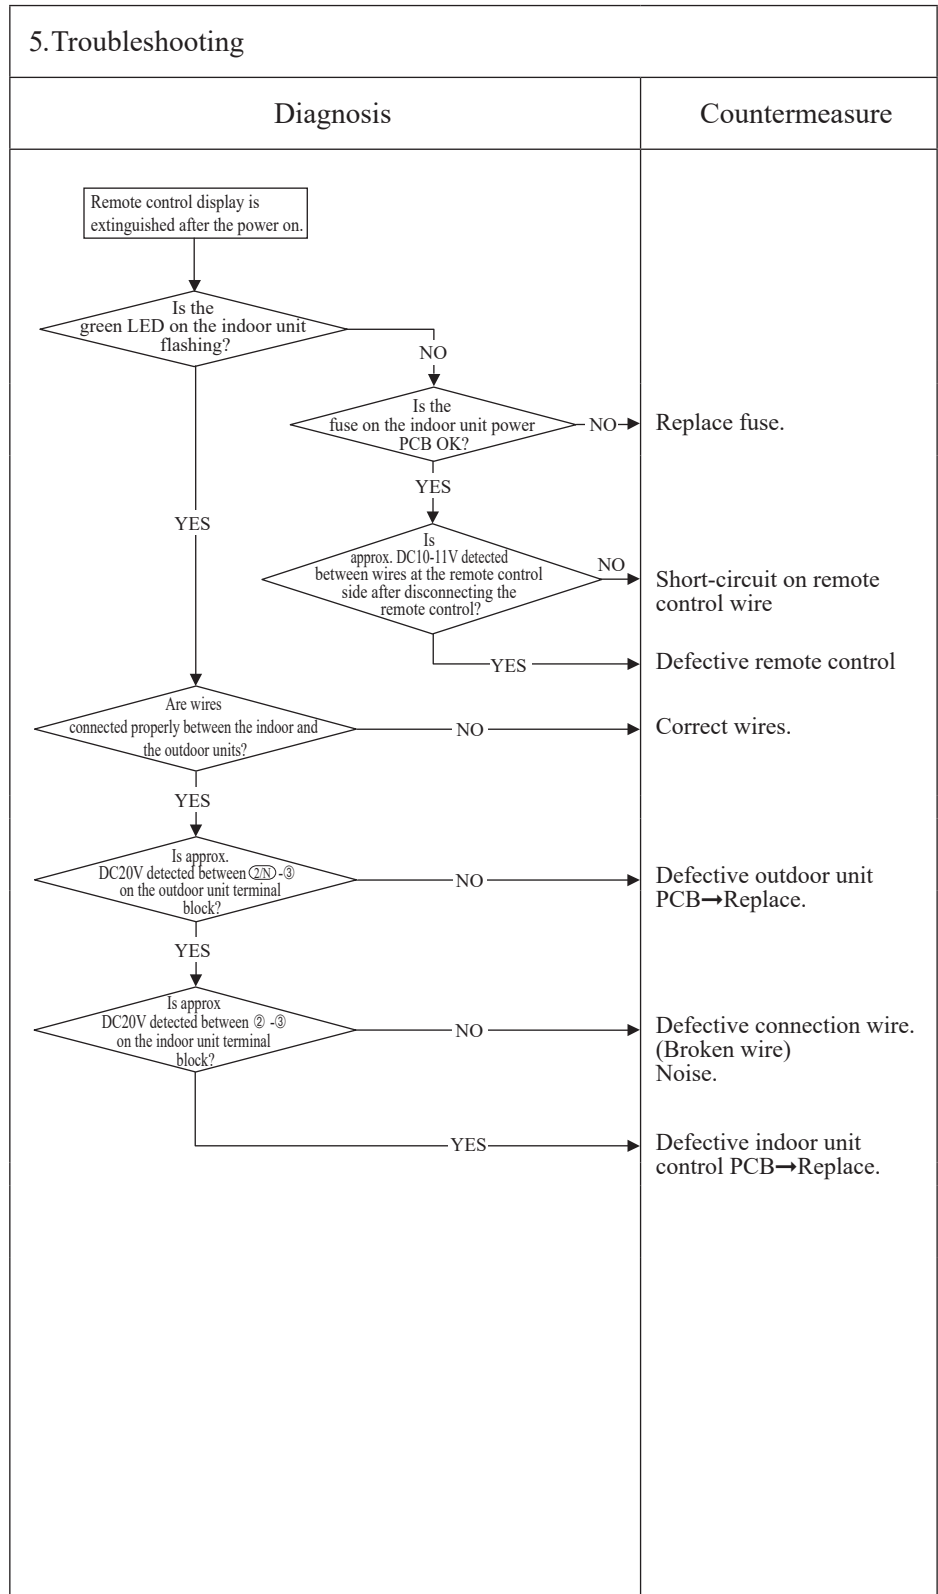 5.Troubleshooting
Diagnosis
Countermeasure
Remote control display is
extinguished after the power on.
Is the
green LED on the indoor unit
flashing?
NO
Is the
fuse on the indoor unit power
PCB OK?
NO
Replace fuse.
YES
YES
Is
approx. DC10-11V detected
between wires at the remote control
side after disconnecting the
remote control?
NO
Short-circuit on remote
control wire
YES
Defective remote control
Are wires
connected properly between the indoor and
the outdoor units?
NO
Correct wires.
YES
Is approx.
DC20V detected between 2/N -③
on the outdoor unit terminal
block?
NO
Defective outdoor unit
PCB→Replace.
YES
Is approx
DC20V detected between ② -③
on the indoor unit terminal
block?
NO
Defective connection wire.
(Broken wire)
Noise.
YES
Defective indoor unit
control PCB→Replace.